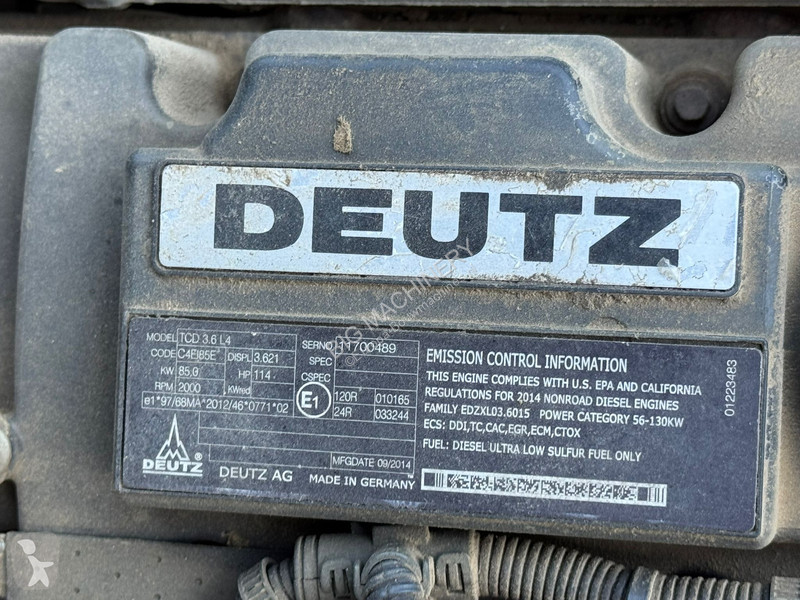 DEUTZ
MODEL TCD 3.6 L4
CODE C4EI85E DISPL 3.621
KW 85,0 HP 114
RPM 2000 KWred
e1*97/68MA*2012/46*0771*02
SERNO 11700489
SPEC
CSPEC
E1 120R 010165
24R 033244
MFGDATE 09/2014
DEUTZ
DEUTZ AG MADE IN GERMANY
EMISSION CONTROL INFORMATION
THIS ENGINE COMPLIES WITH U.S. EPA AND CALIFORNIA
REGULATIONS FOR 2014 NONROAD DIESEL ENGINES
FAMILY EDZXL03.6015 POWER CATEGORY 56-130KW
ECS: DDI,TC,CAC,EGR,ECM,CTOX
FUEL: DIESEL ULTRA LOW SULFUR FUEL ONLY
01223483
MACHINERY